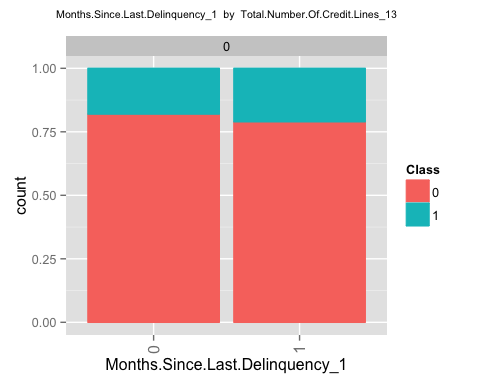 Months.Since.Last.Delinquency_1 by Total.Number.Of.Credit.Lines_13
0
1.00
0.75
0.50
0.25
0.00
count
0
1
Months.Since.Last.Delinquency_1
Class
0
1